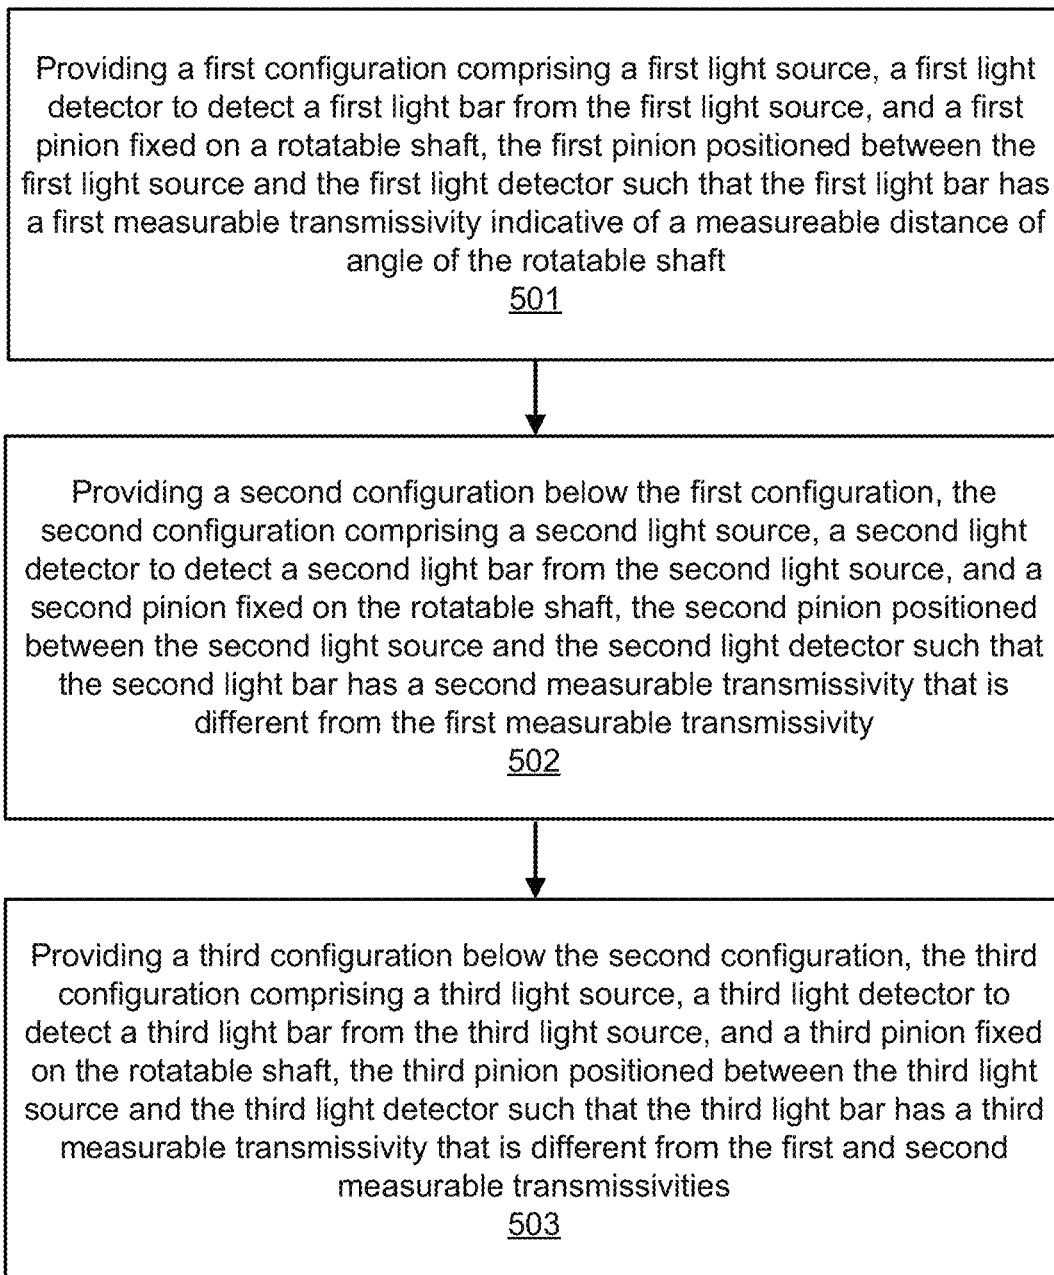 Providing a first configuration comprising a first light source, a first light
detector to detect a first light bar from the first light source, and a first
pinion fixed on a rotatable shaft, the first pinion positioned between the
first light source and the first light detector such that the first light bar has
a first measurable transmissivity indicative of a measureable distance of
angle of the rotatable shaft
501
Providing a second configuration below the first configuration, the
second configuration comprising a second light source, a second light
detector to detect a second light bar from the second light source, and a
second pinion fixed on the rotatable shaft, the second pinion positioned
between the second light source and the second light detector such that
the second light bar has a second measurable transmissivity that is
different from the first measurable transmissivity
502
Providing a third configuration below the second configuration, the third
configuration comprising a third light source, a third light detector to
detect a third light bar from the third light source, and a third pinion fixed
on the rotatable shaft, the third pinion positioned between the third light
source and the third light detector such that the third light bar has a third
measurable transmissivity that is different from the first and second
measurable transmissivities
503